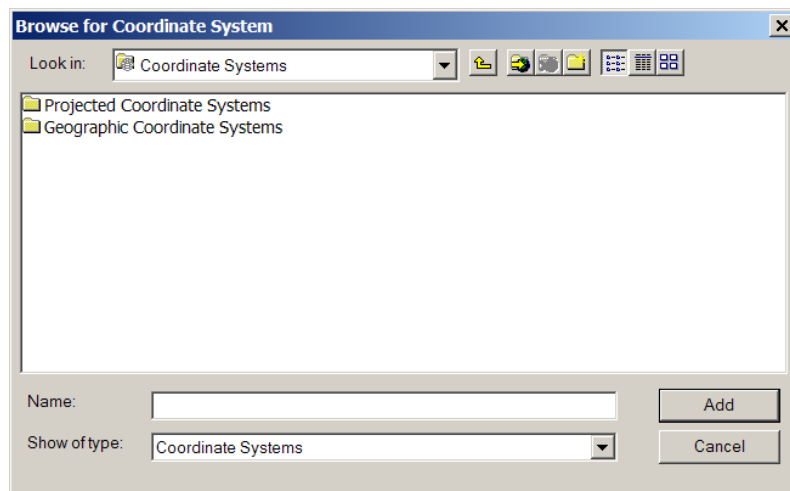 Browse for Coordinate System
Look in: Coordinate Systems
Projected Coordinate Systems
Geographic Coordinate Systems
Name: Add
Show of type: Coordinate Systems Cancel